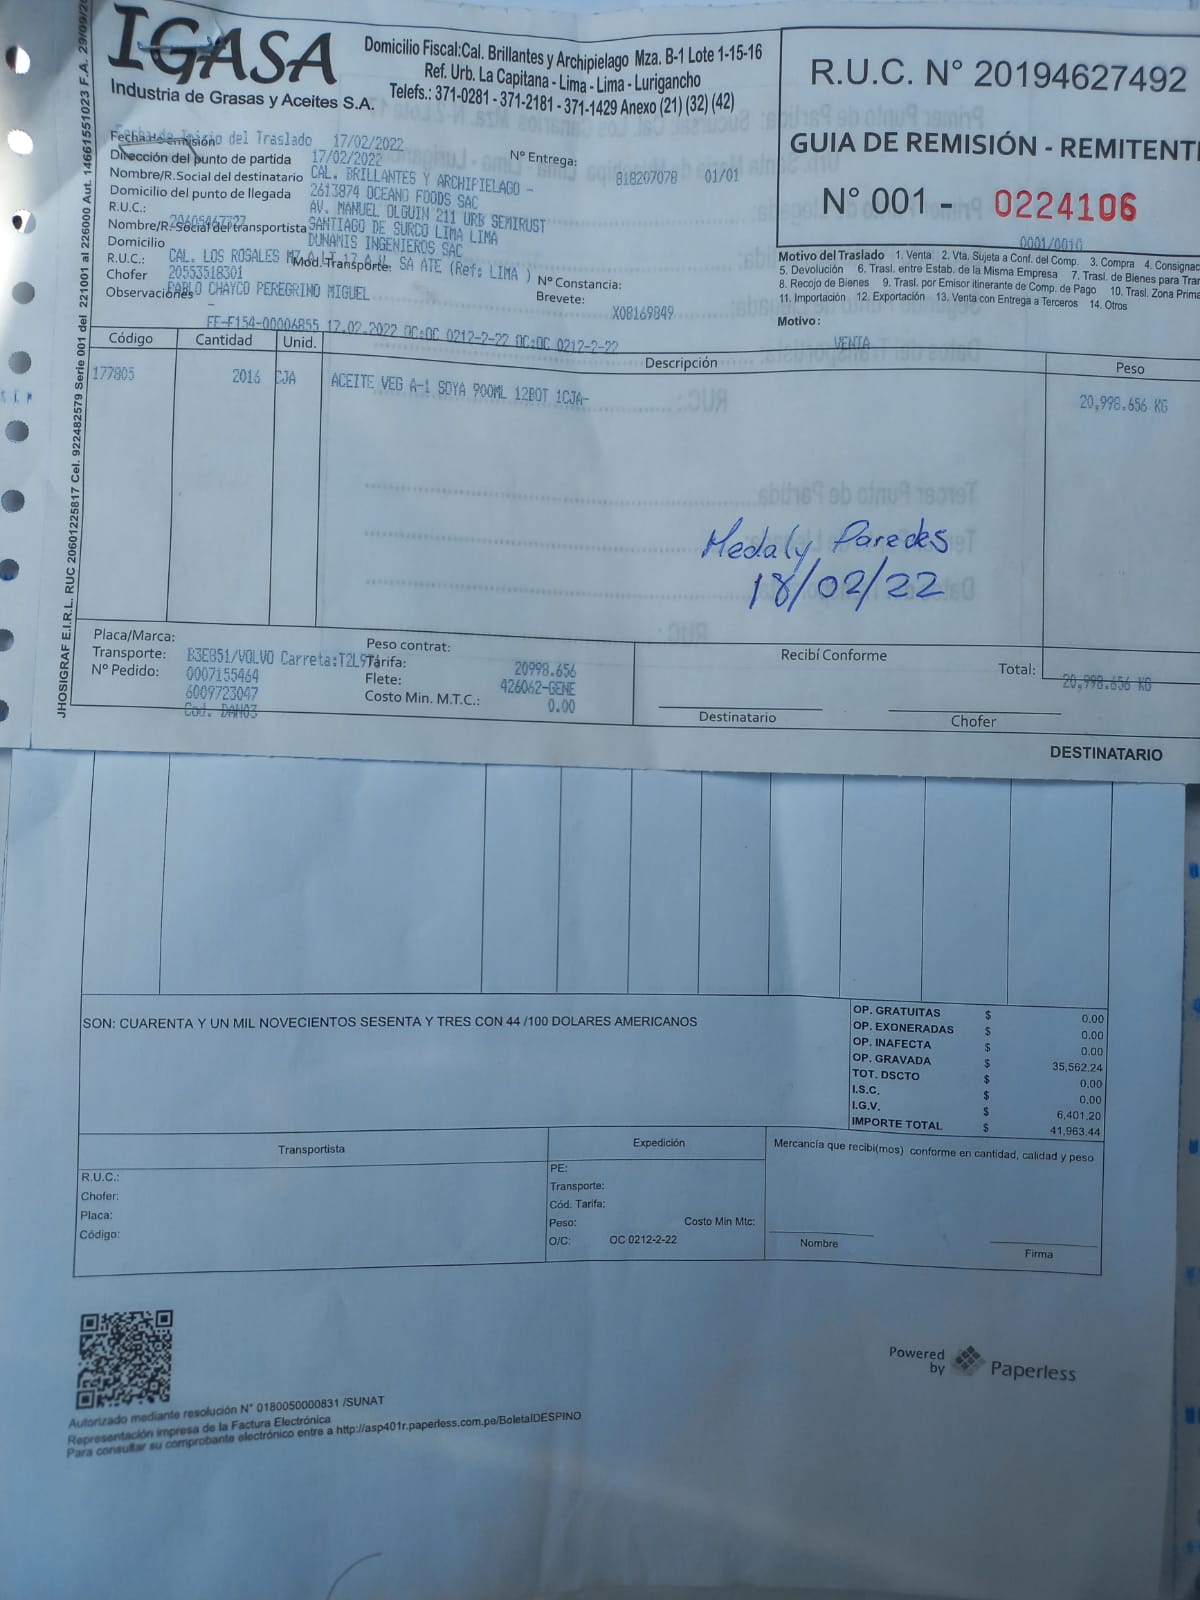 IGASA
Industria de Grasas y Aceites S.A.
Domicilio Fiscal:Cal. Brillantes y Archipielago Mza. B-1 Lote 1-15-16
Ref. Urb. La Capitana - Lima - Lima - Lurigancho
Telefs.: 371-0281 - 371-2181 - 371-1429 Anexo (21) (32) (42)
R.U.C. N° 20194627492
GUIA DE REMISIÓN - REMITENT
N° 001 - 0224106
0001/0010
JHOSIGRAF E.I.R.L. RUC 20601225817 Cel. 922482579 Serie 001 del 221001 al 226000 Aut. 14661551023 F.A. 29/09/20
Fecha de emisión Inicio del Traslado 17/02/2022
17/02/2022
Dirección del punto de partida CAL. BRILLANTES Y ARCHIPIELAGO -
Nº Entrega: 818207078 01/01
Nombre/R.Social del destinatario 2613874 OCEANO FOODS SAC
Domicilio del punto de llegada AV. MANUEL OLGUIN 211 URB SEMIRUST
SANTIAGO DE SURCO LIMA LIMA
R.U.C.:
Nombre/R. Social del transportista DUNAMIS INGENIEROS SAC
Domicilio CAL. LOS ROSALES SA ATE (Ref: LIMA )
Mod. Transporte:
R.U.C.: 20553518301
Nº Constancia:
Chofer PABLO CHAYCO PEREGRINO MIGUEL
Brevete: X08169849
Observaciones -
FF-F154-00006855 17.02.2022 OC:OC 0212-2-22 OC:OC 0212-2-22
Motivo del Traslado 1. Venta 2. Vta. Sujeta a Conf. del Comp. 3. Compra 4. Consignac
5. Devolución 6. Trasl. entre Estab. de la Misma Empresa 7. Trasl. de Bienes para Tran
8. Recojo de Bienes 9. Trasl. por Emisor itinerante de Comp. de Pago 10. Trasl. Zona Prima
11. Importación 12. Exportación 13. Venta con Entrega a Terceros 14. Otros
Motivo: VENTA
Código Cantidad Unid. Descripción Peso
177805 2016 CJA ACEITE VEG A-1 SOYA 900ML 12BOT 1CJA- 20,998.656 KG
Medaly Paredes
18/02/22
Placa/Marca: B3E851/VOLVO Carreta:T2L9
Transporte: 0007155464
Nº Pedido: 6009723047
Cod. DAN03
Peso contrat: 20998.656
Tarifa: 426062-GENE
Flete: 0.00
Costo Min. M.T.C.:
Recibí Conforme
Destinatario Chofer
Total: 20,998.656 KG
DESTINATARIO
SON: CUARENTA Y UN MIL NOVECIENTOS SESENTA Y TRES CON 44 /100 DOLARES AMERICANOS
OP. GRATUITAS $ 0.00
OP. EXONERADAS $ 0.00
OP. INAFECTA $ 0.00
OP. GRAVADA $ 35,562.24
TOT. DSCTO $ 0.00
I.S.C. $ 0.00
I.G.V. $ 6,401.20
IMPORTE TOTAL $ 41,963.44
Transportista
R.U.C.:
Chofer:
Placa:
Código:
Expedición
PE:
Transporte:
Cód. Tarifa:
Peso: Costo Min Mtc:
O/C: OC 0212-2-22
Mercancía que recibí(mos) conforme en cantidad, calidad y peso
Nombre Firma
Powered by Paperless
Autorizado mediante resolución N° 0180050000831 /SUNAT
Representación impresa de la Factura Electrónica
Para consultar su comprobante electrónico entre a http://asp401r.paperless.com.pe/BoletaIDESPINO